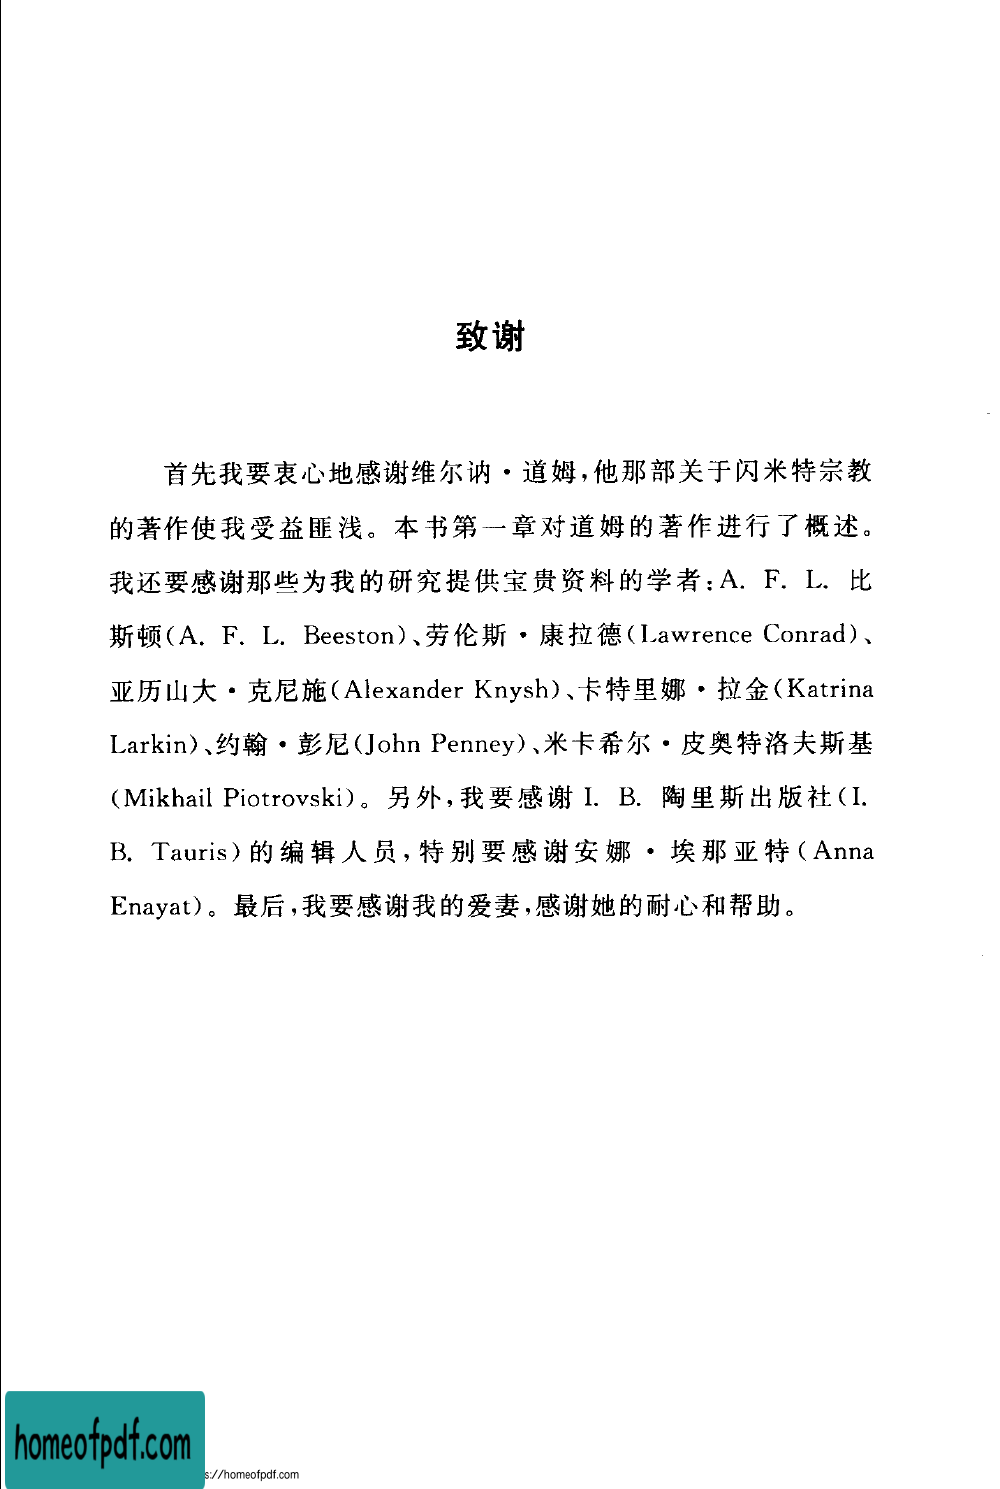 致谢
首先我要衷心地感谢维尔讷·道姆,他那部关于闪米特宗教
的著作使我受益匪浅。本书第一章对道姆的著作进行了概述。
我还要感谢那些为我的研究提供宝贵资料的学者:A. F. L. 比
斯顿(A. F. L. Beeston)、劳伦斯·康拉德(Lawrence Conrad)、
亚历山大·克尼施(Alexander Knysh)、卡特里娜·拉金(Katrina
Larkin)、约翰·彭尼(John Penney)、米卡希尔·皮奥特洛夫斯基
(Mikhail Piotrovski)。另外,我要感谢 I. B. 陶里斯出版社(I.
B. Tauris)的编辑人员,特别要感谢安娜·埃那亚特(Anna
Enayat)。最后,我要感谢我的爱妻,感谢她的耐心和帮助。
homeofpdf.com
s://homeofpdf.com